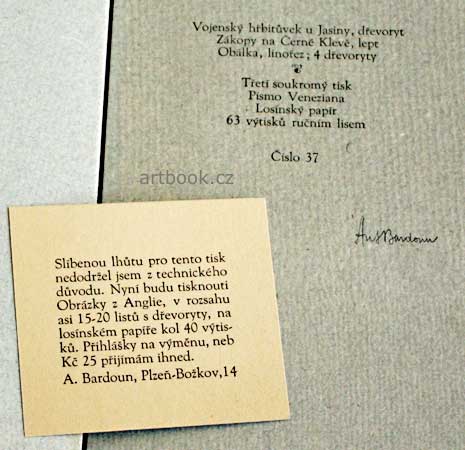 Vojenský hřbitůvek u Jasiny, dřevoryt
Zákopy na Černé Klevě, lept
Obálka, linořez; 4 dřevoryty
Třetí soukromý tisk
Písmo Veneziana
Losínský papír
63 výtisků ručním lisem
Číslo 37
artbook.cz
Ant Bardoun
Slíbenou lhůtu pro tento tisk
nedodržel jsem z technického
důvodu. Nyní budu tisknouti
Obrázky z Anglie, v rozsahu
asi 15-20 listů s dřevoryty, na
losínském papíře kol 40 výtis-
ků. Přihlášky na výměnu, neb
Kč 25 přijímám ihned.
A. Bardoun, Plzeň-Božkov,14